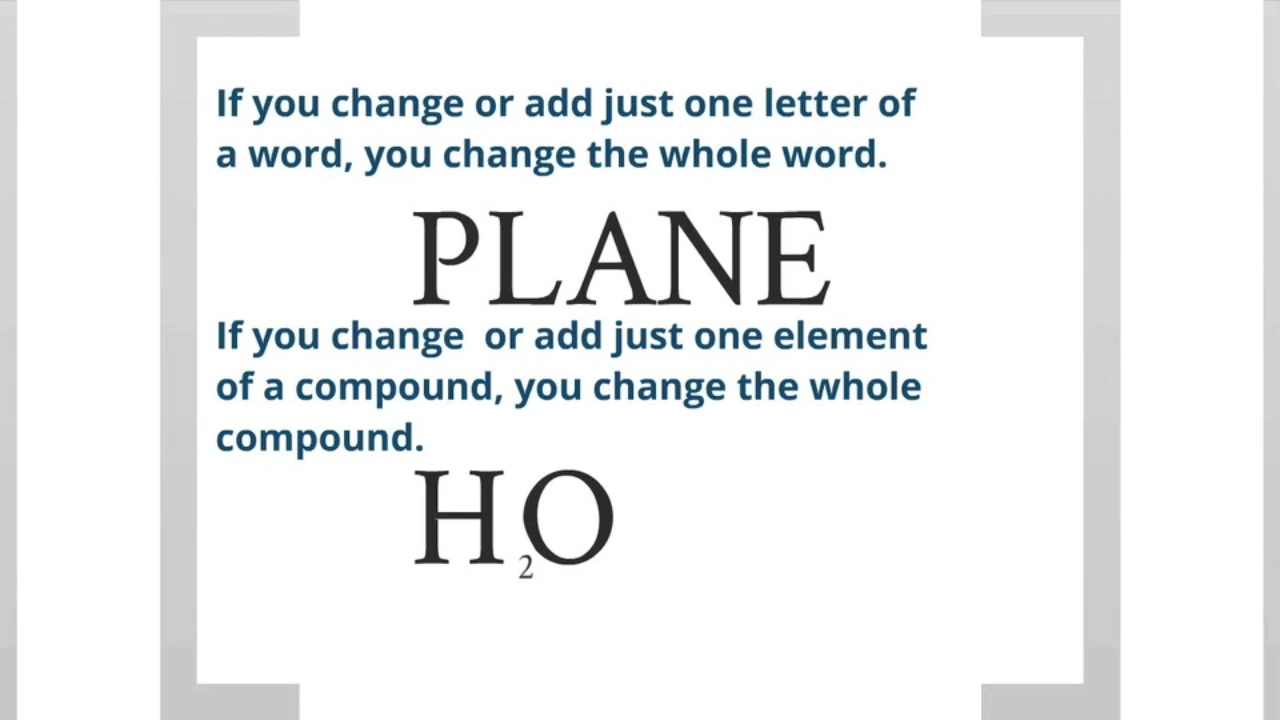 If you change or add just one letter of
a word, you change the whole word.
PLANE
If you change  or add just one element
of a compound, you change the whole
compound.
H₂O